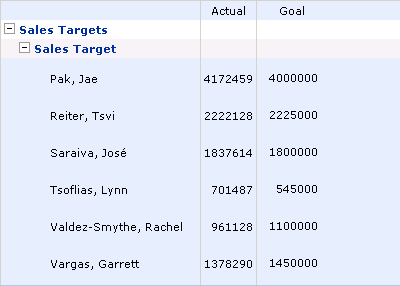 Actual Goal
Sales Targets
Sales Target
Pak, Jae 4172459 4000000
Reiter, Tsvi 2222128 2225000
Saraiva, José 1837614 1800000
Tsoflias, Lynn 701487 545000
Valdez-Smythe, Rachel 961128 1100000
Vargas, Garrett 1378290 1450000